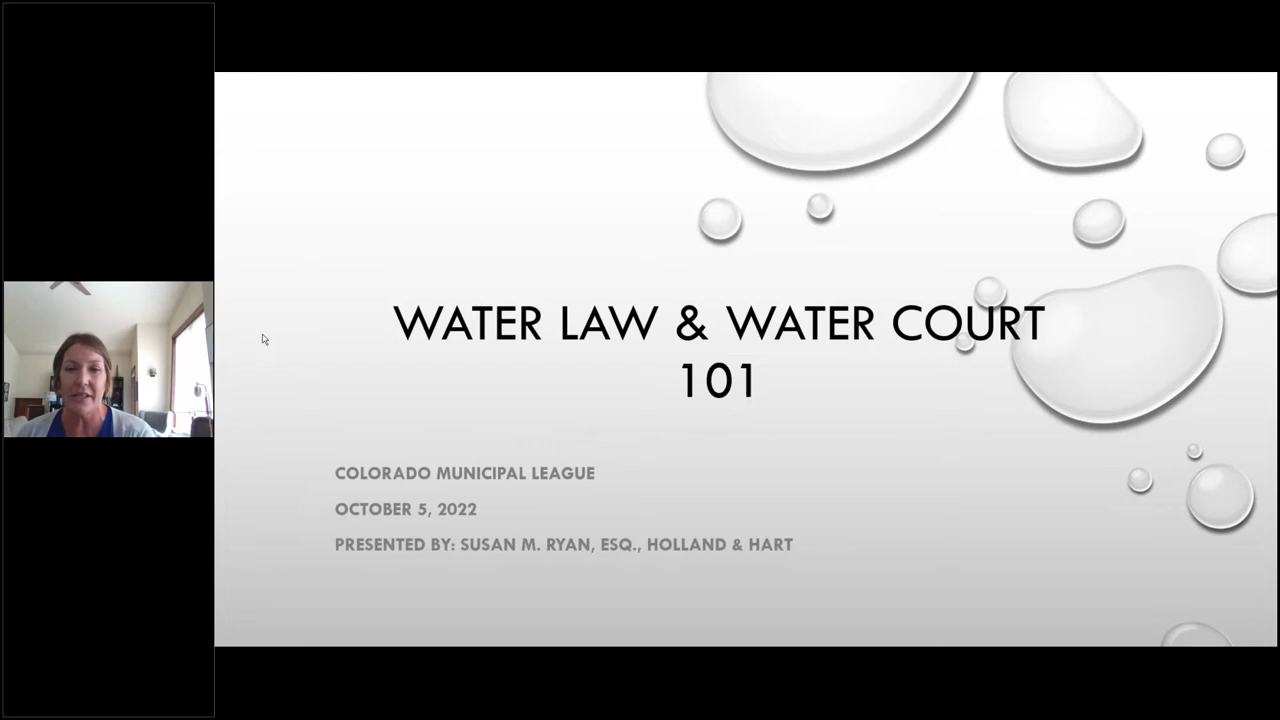 WATER LAW & WATER COURT
101
COLORADO MUNICIPAL LEAGUE
OCTOBER 5, 2022
PRESENTED BY: SUSAN M. RYAN, ESQ., HOLLAND & HART